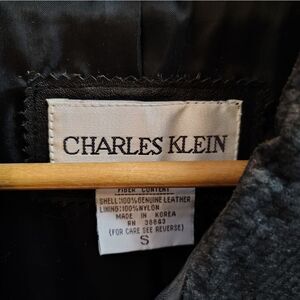 CHARLES KLEIN
FIBER CONTENT
SHELL:100%GENUINE LEATHER
LINING:100%NYLON
MADE IN KOREA
RN 38843
(FOR CARE SEE REVERSE)
S